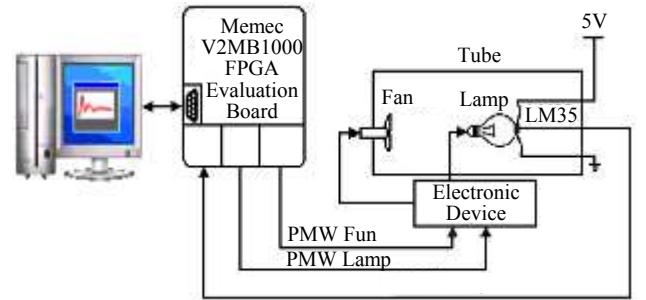 Memec
V2MB1000
FPGA
Evaluation
Board
5V
Tube
Fan
Lamp
LM35
Electronic
Device
PMW Fun
PMW Lamp